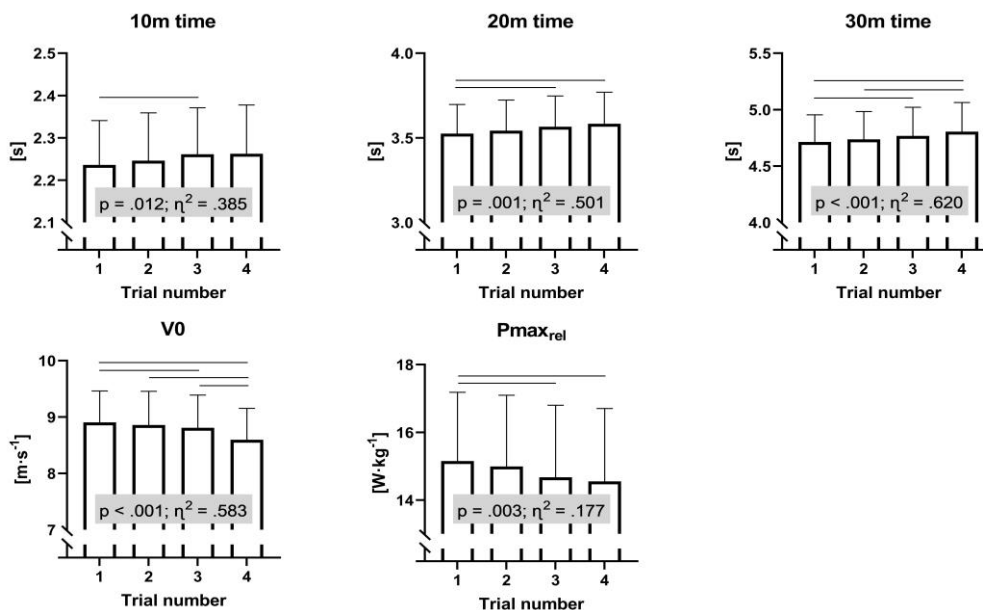 10m time
2.5
2.4
2.3
2.2
2.1
[s]
p = .012; η² = .385
1 2 3 4
Trial number
20m time
4.0
3.5
3.0
[s]
p = .001; η² = .501
1 2 3 4
Trial number
30m time
5.5
5.0
4.5
4.0
[s]
p < .001; η² = .620
1 2 3 4
Trial number
V0
10
9
8
7
[m·s⁻¹]
p < .001; η² = .583
1 2 3 4
Trial number
Pmaxrel
18
16
14
[W·kg⁻¹]
p = .003; η² = .177
1 2 3 4
Trial number